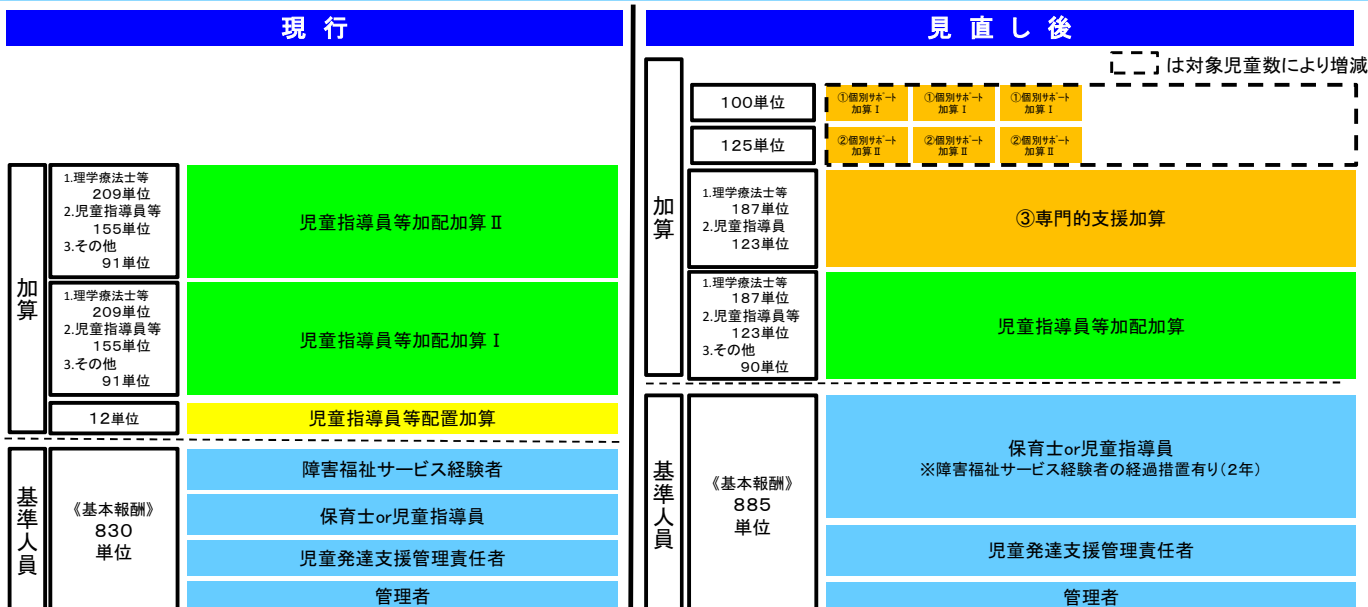 現 行
加算
1.理学療法士等
209単位
2.児童指導員等
155単位
3.その他
91単位
児童指導員等加配加算Ⅱ
1.理学療法士等
209単位
2.児童指導員等
155単位
3.その他
91単位
児童指導員等加配加算Ⅰ
12単位
児童指導員等配置加算
基準人員
《基本報酬》
830
単位
障害福祉サービス経験者
保育士or児童指導員
児童発達支援管理責任者
管理者
見 直 し 後
は対象児童数により増減
加算
100単位
①個別サポート
加算Ⅰ
①個別サポート
加算Ⅰ
①個別サポート
加算Ⅰ
125単位
②個別サポート
加算Ⅱ
②個別サポート
加算Ⅱ
②個別サポート
加算Ⅱ
1.理学療法士等
187単位
2.児童指導員
123単位
③専門的支援加算
1.理学療法士等
187単位
2.児童指導員等
123単位
3.その他
90単位
児童指導員等加配加算
基準人員
《基本報酬》
885
単位
保育士or児童指導員
※障害福祉サービス経験者の経過措置有り(2年)
児童発達支援管理責任者
管理者